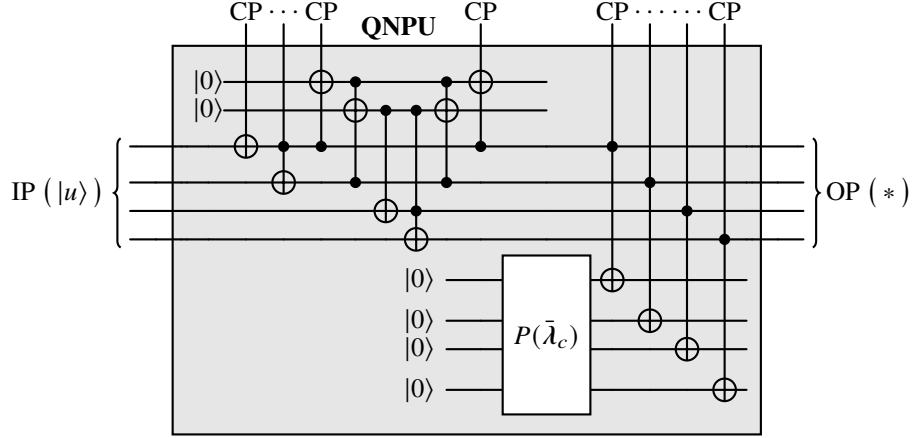 CP ··· CP CP CP ······ CP
QNPU
|0⟩
|0⟩
IP (|u⟩) OP (*)
|0⟩
|0⟩
P(λ̄_c)
|0⟩
|0⟩